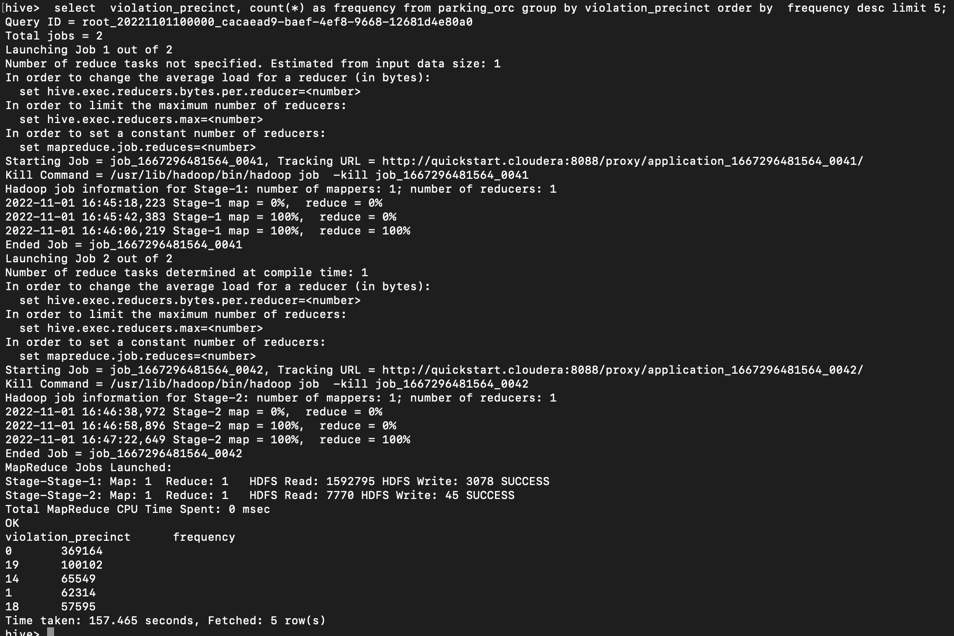 hive>  select  violation_precinct, count(*) as frequency from parking_orc group by violation_precinct order by  frequency desc limit 5;
Query ID = root_20221101100000_cacaead9-baef-4ef8-9668-12681d4e80a0
Total jobs = 2
Launching Job 1 out of 2
Number of reduce tasks not specified. Estimated from input data size: 1
In order to change the average load for a reducer (in bytes):
  set hive.exec.reducers.bytes.per.reducer=<number>
In order to limit the maximum number of reducers:
  set hive.exec.reducers.max=<number>
In order to set a constant number of reducers:
  set mapreduce.job.reduces=<number>
Starting Job = job_1667296481564_0041, Tracking URL = http://quickstart.cloudera:8088/proxy/application_1667296481564_0041/
Kill Command = /usr/lib/hadoop/bin/hadoop job  -kill job_1667296481564_0041
Hadoop job information for Stage-1: number of mappers: 1; number of reducers: 1
2022-11-01 16:45:18,223 Stage-1 map = 0%,  reduce = 0%
2022-11-01 16:45:42,383 Stage-1 map = 100%,  reduce = 0%
2022-11-01 16:46:06,219 Stage-1 map = 100%,  reduce = 100%
Ended Job = job_1667296481564_0041
Launching Job 2 out of 2
Number of reduce tasks determined at compile time: 1
In order to change the average load for a reducer (in bytes):
  set hive.exec.reducers.bytes.per.reducer=<number>
In order to limit the maximum number of reducers:
  set hive.exec.reducers.max=<number>
In order to set a constant number of reducers:
  set mapreduce.job.reduces=<number>
Starting Job = job_1667296481564_0042, Tracking URL = http://quickstart.cloudera:8088/proxy/application_1667296481564_0042/
Kill Command = /usr/lib/hadoop/bin/hadoop job  -kill job_1667296481564_0042
Hadoop job information for Stage-2: number of mappers: 1; number of reducers: 1
2022-11-01 16:46:38,972 Stage-2 map = 0%,  reduce = 0%
2022-11-01 16:46:58,896 Stage-2 map = 100%,  reduce = 0%
2022-11-01 16:47:22,649 Stage-2 map = 100%,  reduce = 100%
Ended Job = job_1667296481564_0042
MapReduce Jobs Launched:
Stage-Stage-1: Map: 1  Reduce: 1   HDFS Read: 1592795 HDFS Write: 3078 SUCCESS
Stage-Stage-2: Map: 1  Reduce: 1   HDFS Read: 7770 HDFS Write: 45 SUCCESS
Total MapReduce CPU Time Spent: 0 msec
OK
violation_precinct      frequency
0       369164
19      100102
14      65549
1       62314
18      57595
Time taken: 157.465 seconds, Fetched: 5 row(s)
hive>